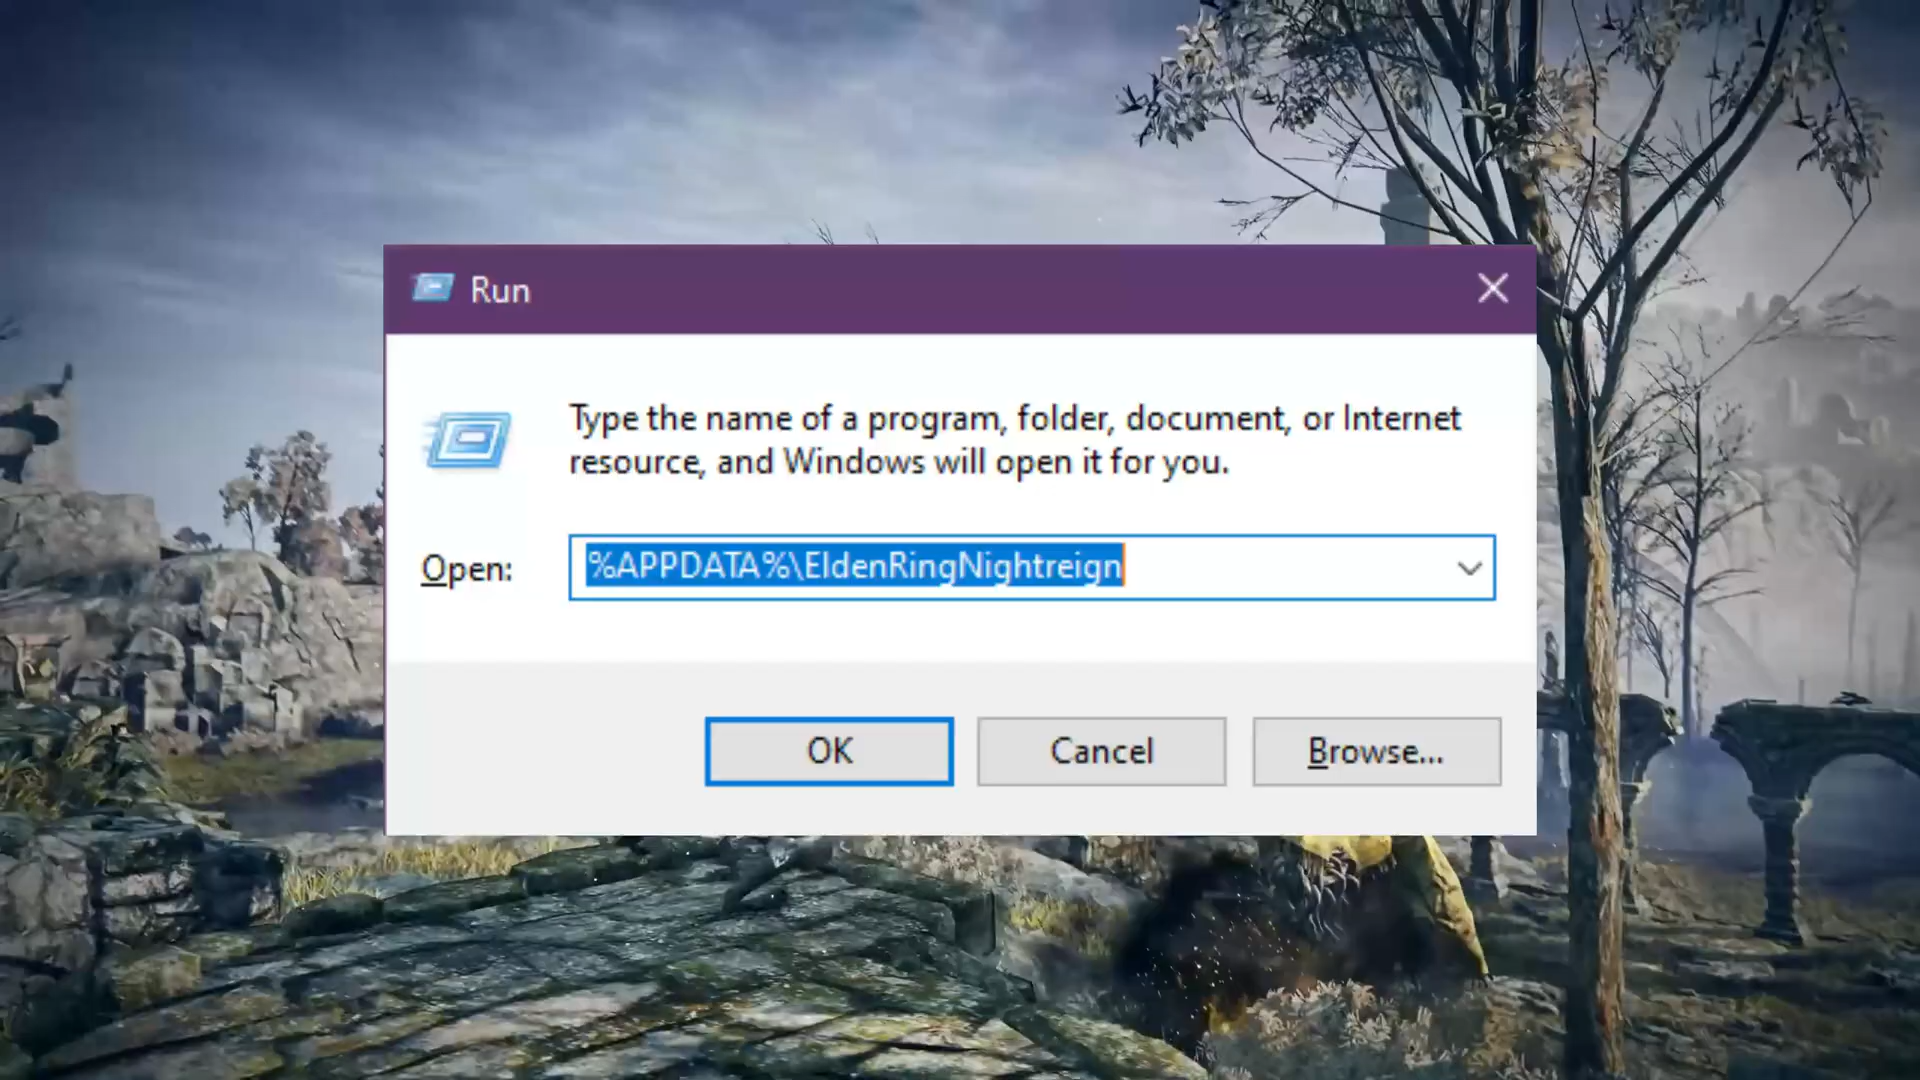 Run
Type the name of a program, folder, document, or Internet
resource, and Windows will open it for you.
Open: %APPDATA%\EldenRingNightreign
OK Cancel Browse...